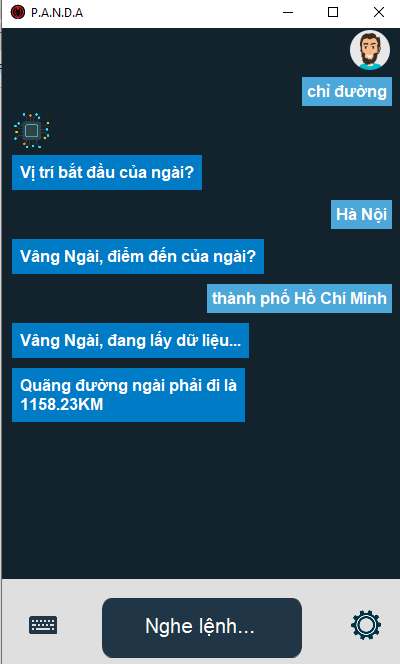 P.A.N.D.A
chỉ đường
Vị trí bắt đầu của ngài?
Hà Nội
Vâng Ngài, điểm đến của ngài?
thành phố Hồ Chí Minh
Vâng Ngài, đang lấy dữ liệu...
Quãng đường ngài phải đi là
1158.23KM
Nghe lệnh...